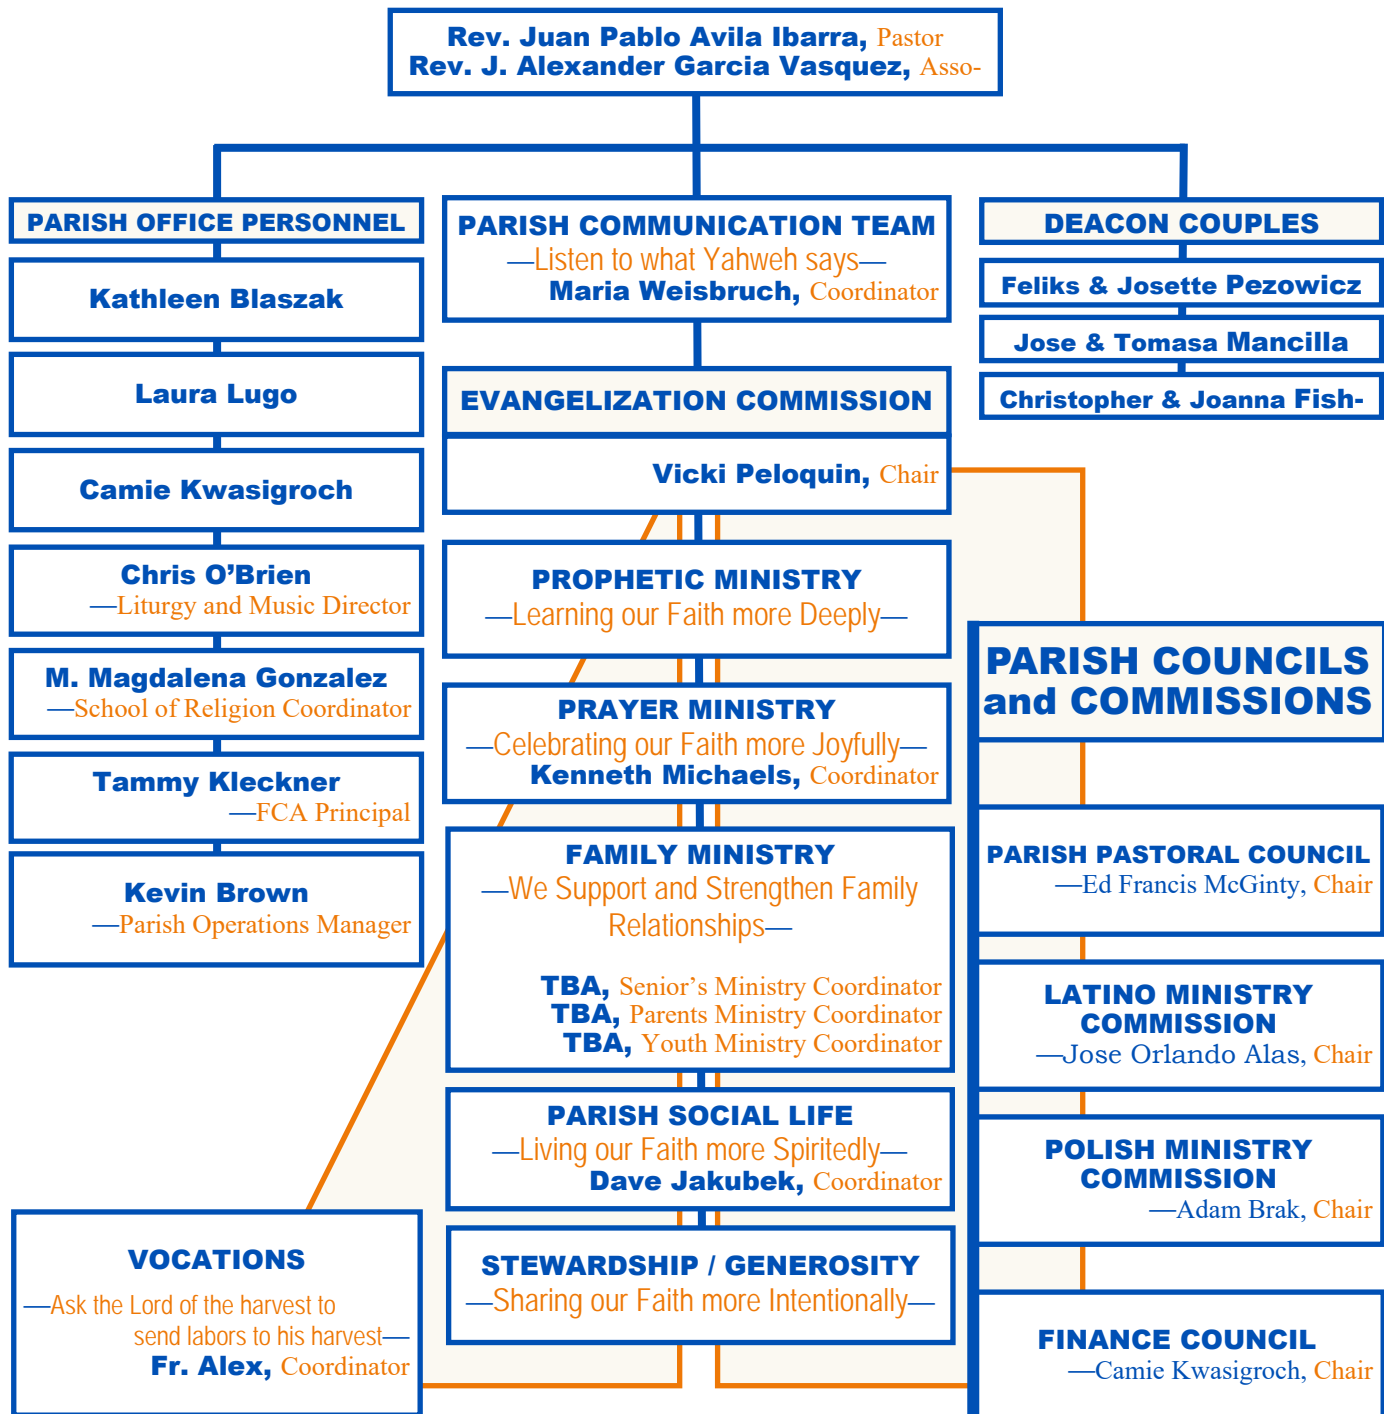 Rev. Juan Pablo Avila Ibarra, Pastor
Rev. J. Alexander Garcia Vasquez, Asso-
PARISH OFFICE PERSONNEL
Kathleen Blaszak
Laura Lugo
Camie Kwasigroch
Chris O’Brien
—Liturgy and Music Director
M. Magdalena Gonzalez
—School of Religion Coordinator
Tammy Kleckner
—FCA Principal
Kevin Brown
—Parish Operations Manager
PARISH COMMUNICATION TEAM
—Listen to what Yahweh says—
Maria Weisbruch, Coordinator
EVANGELIZATION COMMISSION
Vicki Peloquin, Chair
PROPHETIC MINISTRY
—Learning our Faith more Deeply—
PRAYER MINISTRY
—Celebrating our Faith more Joyfully—
Kenneth Michaels, Coordinator
FAMILY MINISTRY
—We Support and Strengthen Family
Relationships—
TBA, Senior’s Ministry Coordinator
TBA, Parents Ministry Coordinator
TBA, Youth Ministry Coordinator
PARISH SOCIAL LIFE
—Living our Faith more Spiritedly—
Dave Jakubek, Coordinator
STEWARDSHIP / GENEROSITY
—Sharing our Faith more Intentionally—
VOCATIONS
—Ask the Lord of the harvest to
send labors to his harvest—
Fr. Alex, Coordinator
DEACON COUPLES
Feliks & Josette Pezowicz
Jose & Tomasa Mancilla
Christopher & Joanna Fish-
PARISH COUNCILS
and COMMISSIONS
PARISH PASTORAL COUNCIL
—Ed Francis McGinty, Chair
LATINO MINISTRY
COMMISSION
—Jose Orlando Alas, Chair
POLISH MINISTRY
COMMISSION
—Adam Brak, Chair
FINANCE COUNCIL
—Camie Kwasigroch, Chair